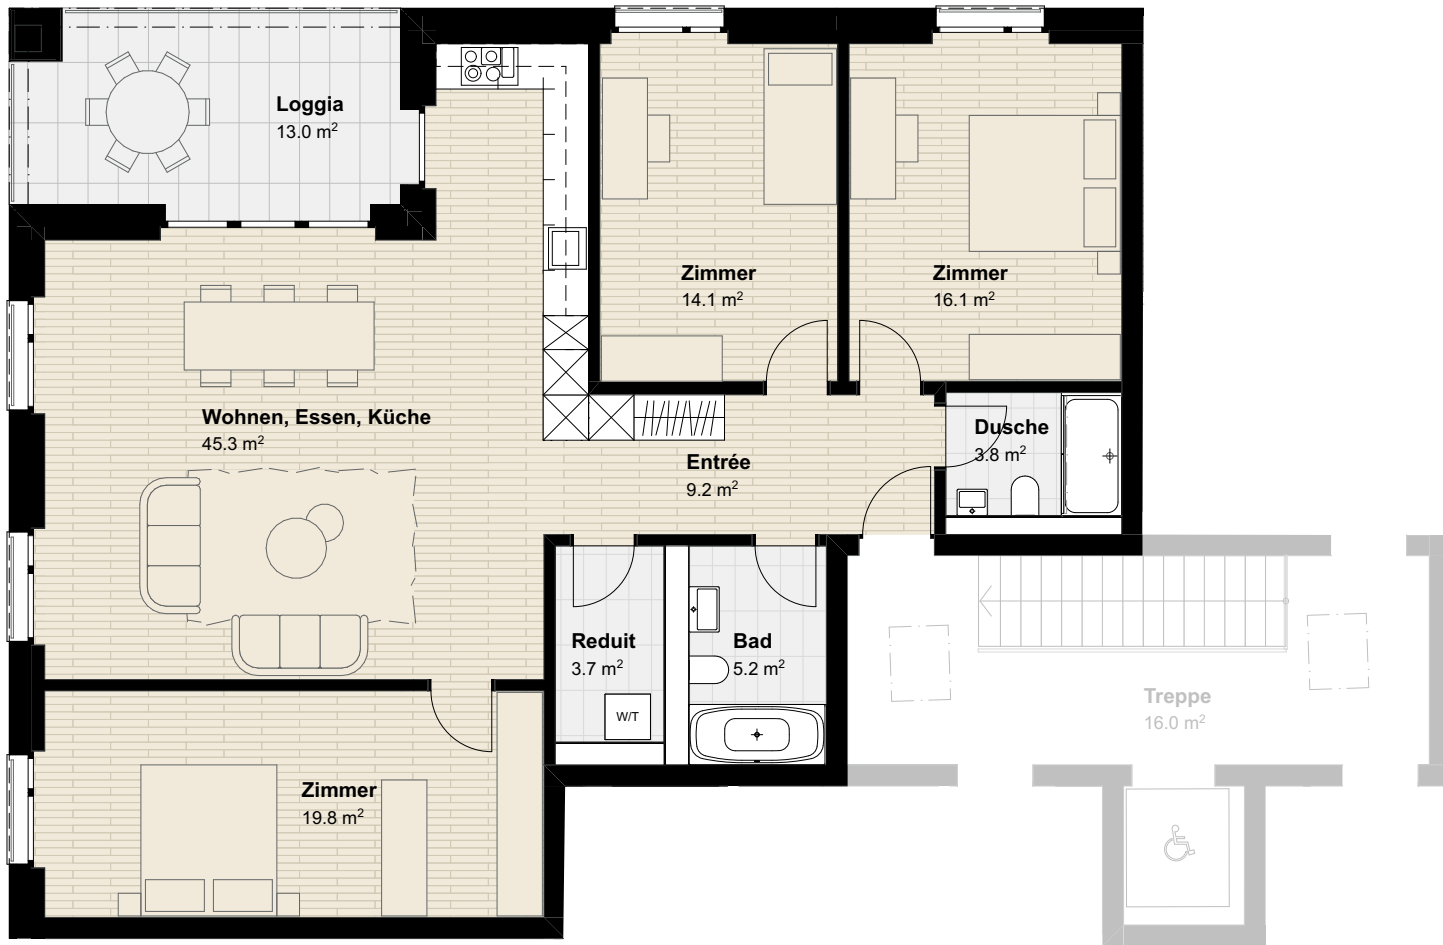 Loggia
13.0 m²
Zimmer
14.1 m²
Zimmer
16.1 m²
Wohnen, Essen, Küche
45.3 m²
Dusche
3.8 m²
Entrée
9.2 m²
Reduit
3.7 m²
Bad
5.2 m²
W/T
Treppe
16.0 m²
Zimmer
19.8 m²